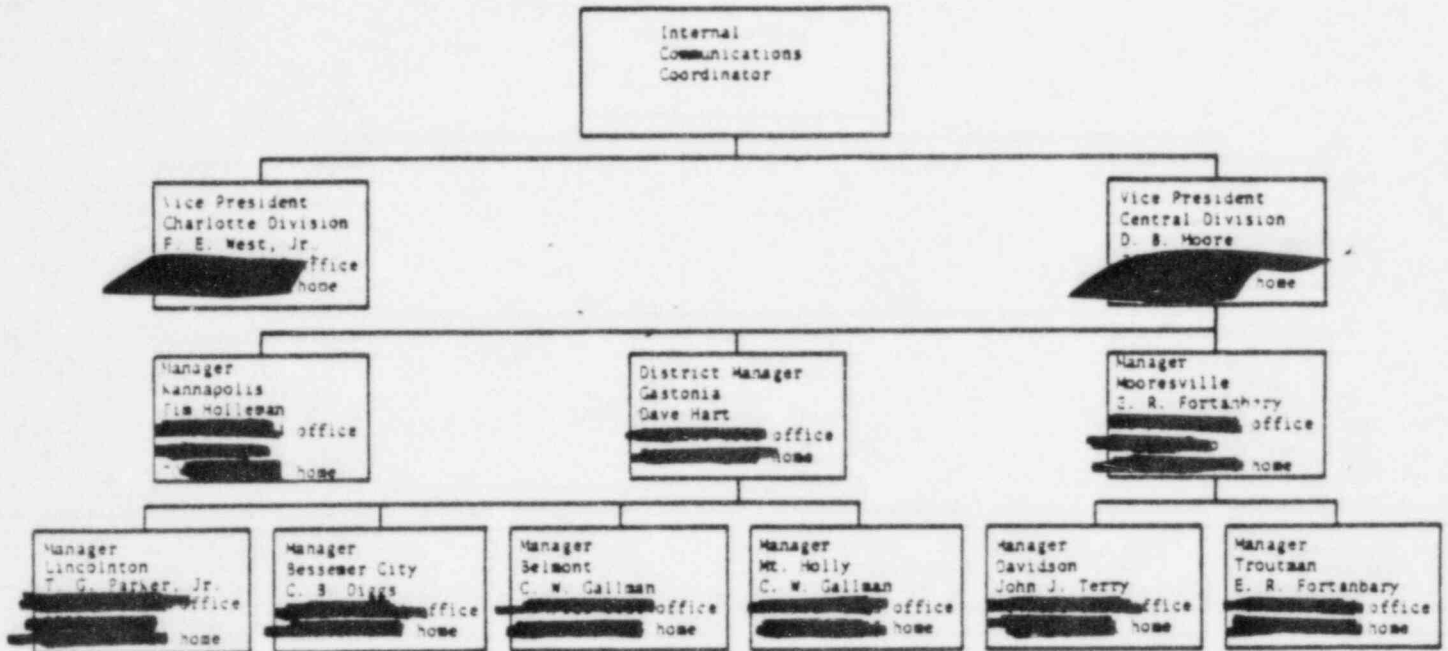 Internal
Communications
Coordinator
Vice President
Charlotte Division
F. E. West, Jr.
office
home
Vice President
Central Division
D. B. Moore
home
Manager
Kannapolis
Tim Holleman
office
home
District Manager
Gastonia
Dave Hart
office
home
Manager
Mooresville
R. Fortanbary
office
home
Manager
Lincolnton
T. G. Parker, Jr.
office
home
Manager
Bessemer City
C. B. Diggs
office
home
Manager
Belmont
C. W. Gallman
office
home
Manager
Mt. Holly
C. W. Gallman
office
home
Manager
Davidson
John J. Terry
office
home
Manager
Troutman
E. R. Fortanbary
office
home